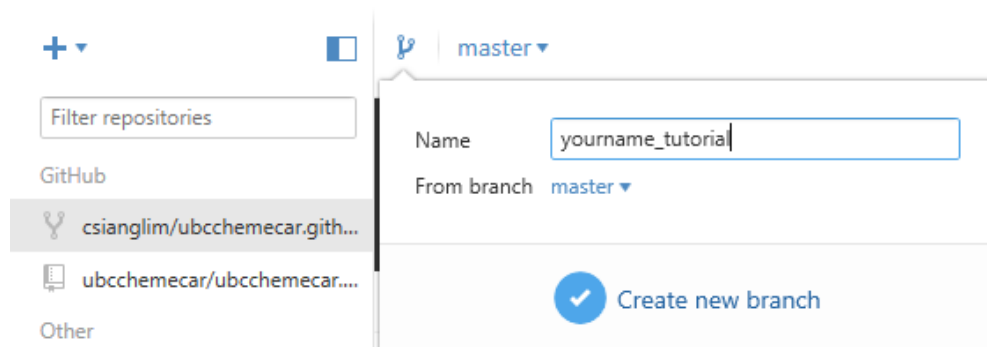 master
Filter repositories
GitHub
csianglim/ubcchemecar.gith...
ubcchemecar/ubcchemecar....
Other
Name
yourname_tutorial
From branch
master
Create new branch